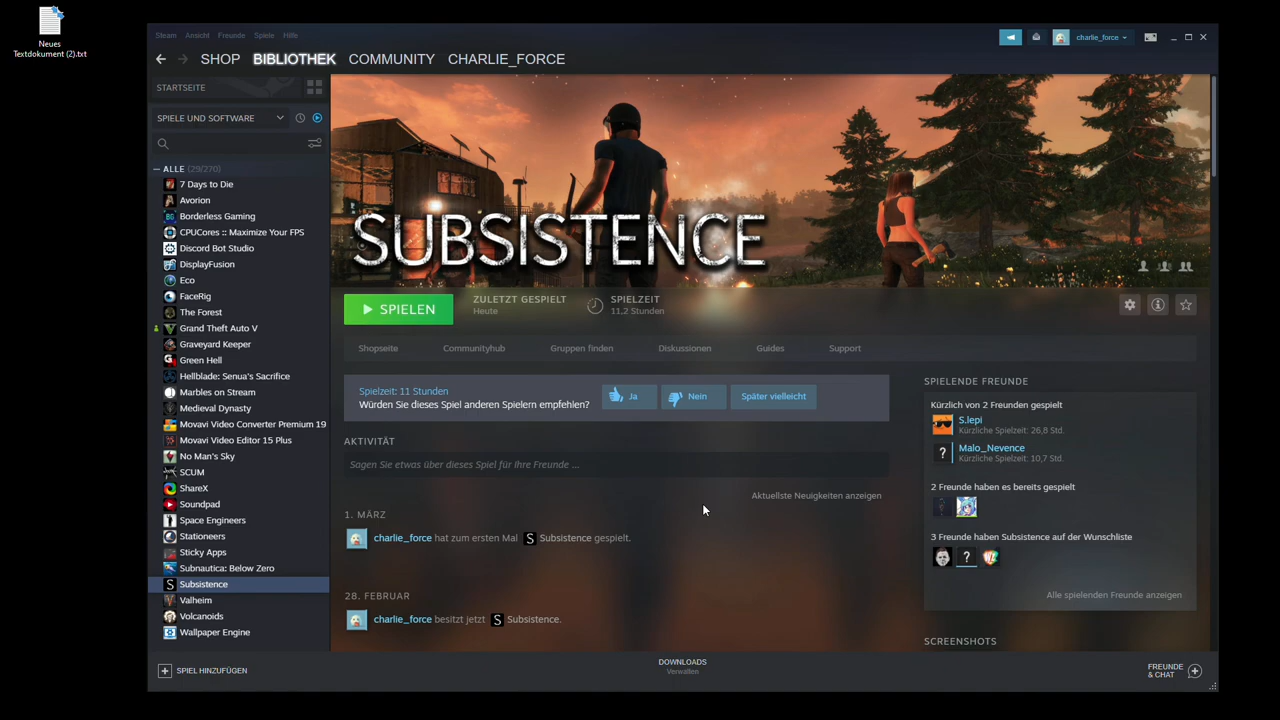 Neues
Textdokument (2).txt
Steam Ansicht Freunde Spiele Hilfe
charlie_force
SHOP BIBLIOTHEK COMMUNITY CHARLIE_FORCE
STARTSEITE
SPIELE UND SOFTWARE
ALLE (29/270)
7 Days to Die
Avorion
Borderless Gaming
CPUCores :: Maximize Your FPS
Discord Bot Studio
DisplayFusion
Eco
FaceRig
The Forest
Grand Theft Auto V
Graveyard Keeper
Green Hell
Hellblade: Senua's Sacrifice
Marbles on Stream
Medieval Dynasty
Movavi Video Converter Premium 19
Movavi Video Editor 15 Plus
No Man's Sky
SCUM
ShareX
Soundpad
Space Engineers
Stationeers
Sticky Apps
Subnautica: Below Zero
Subsistence
Valheim
Volcanoids
Wallpaper Engine
SPIEL HINZUFÜGEN
SUBSISTENCE
SPIELEN
ZULETZT GESPIELT
Heute
SPIELZEIT
11,2 Stunden
Shopseite Communityhub Gruppen finden Diskussionen Guides Support
Spielzeit: 11 Stunden
Würden Sie dieses Spiel anderen Spielern empfehlen?
Ja Nein Später vielleicht
AKTIVITÄT
Sagen Sie etwas über dieses Spiel für Ihre Freunde ...
Aktuellste Neuigkeiten anzeigen
1. MÄRZ
charlie_force hat zum ersten Mal S Subsistence gespielt.
28. FEBRUAR
charlie_force besitzt jetzt S Subsistence.
SPIELENDE FREUNDE
Kürzlich von 2 Freunden gespielt
S.lepi
Kürzliche Spielzeit: 26,8 Std.
Malo_Nevence
Kürzliche Spielzeit: 10,7 Std.
2 Freunde haben es bereits gespielt
3 Freunde haben Subsistence auf der Wunschliste
Alle spielenden Freunde anzeigen
SCREENSHOTS
DOWNLOADS
Verwalten
FREUNDE
& CHAT